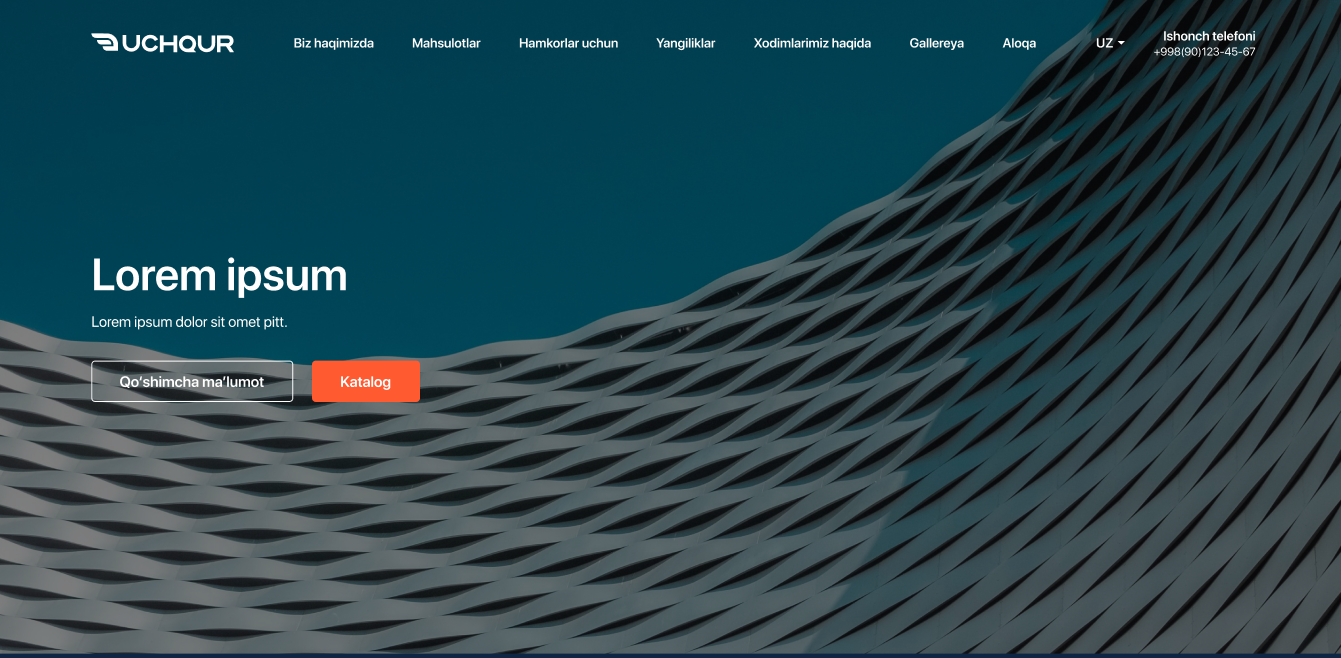 UCHQUR
Biz haqimizda
Mahsulotlar
Hamkorlar uchun
Yangiliklar
Xodimlarimiz haqida
Gallereya
Aloqa
UZ
Ishonch telefoni
+998(90)123-45-67
Lorem ipsum
Lorem ipsum dolor sit omet pitt.
Qo‘shimcha ma’lumot
Katalog